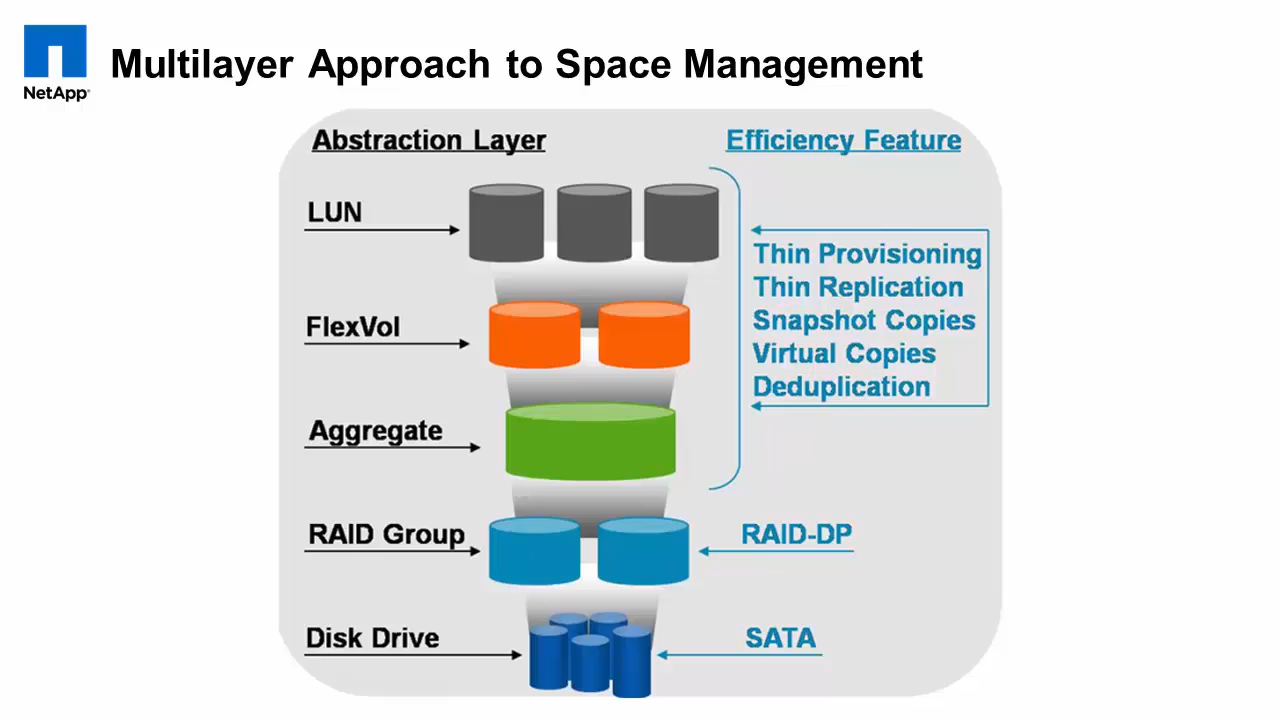 NetApp®
Multilayer Approach to Space Management
Abstraction Layer
Efficiency Feature
LUN
Thin Provisioning
Thin Replication
Snapshot Copies
Virtual Copies
Deduplication
FlexVol
Aggregate
RAID Group
RAID-DP
Disk Drive
SATA